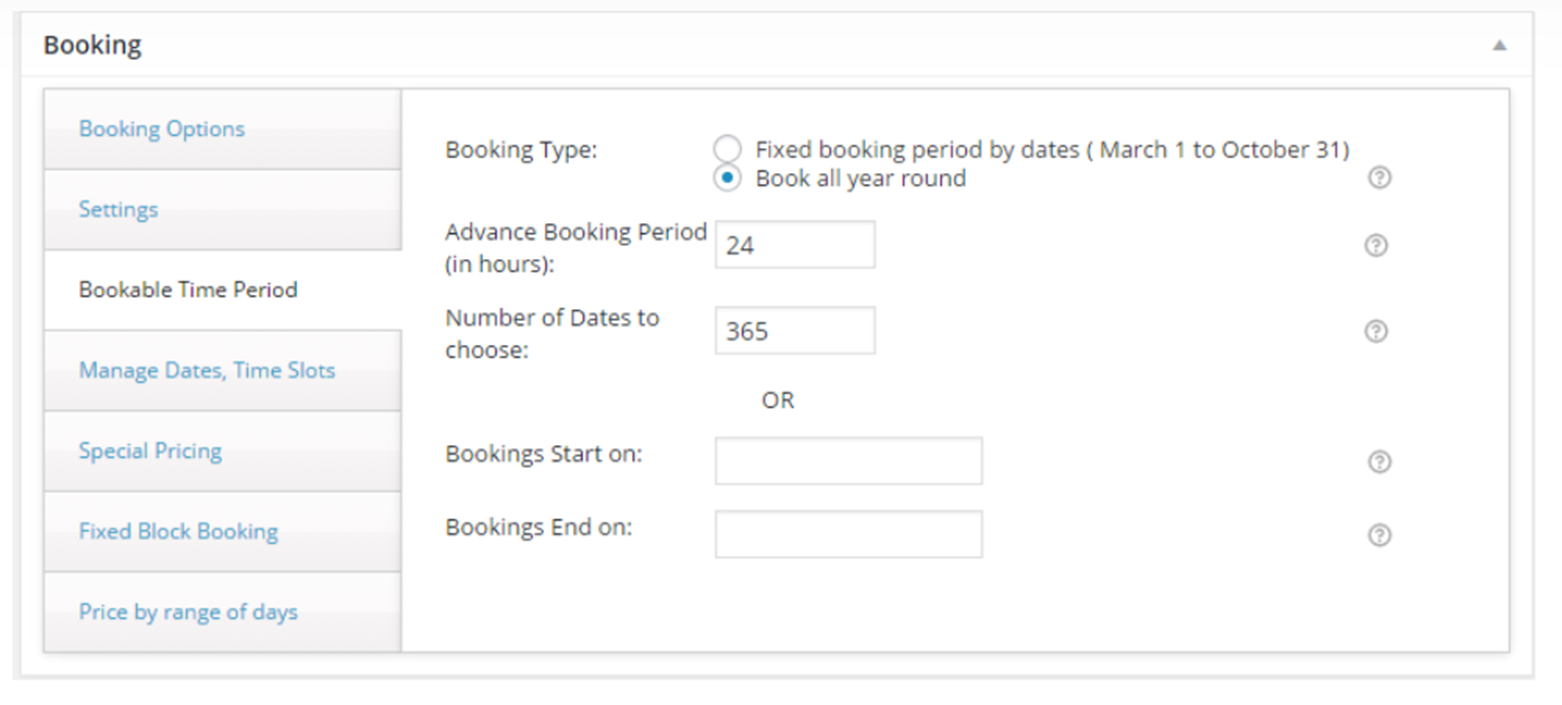 Booking
Booking Options
Settings
Bookable Time Period
Manage Dates, Time Slots
Special Pricing
Fixed Block Booking
Price by range of days
Booking Type:
Fixed booking period by dates ( March 1 to October 31)
Book all year round
?
Advance Booking Period
(in hours):
24
?
Number of Dates to
choose:
365
?
OR
Bookings Start on:
?
Bookings End on:
?